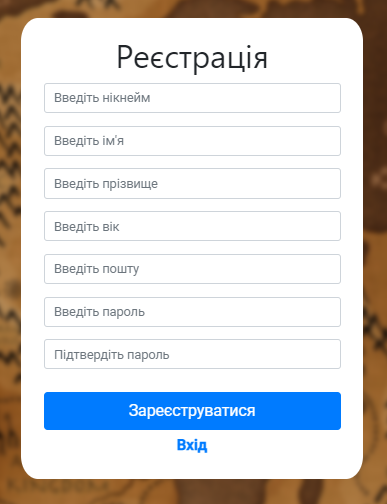 Реєстрація
Введіть нікнейм
Введіть ім'я
Введіть прізвище
Введіть вік
Введіть пошту
Введіть пароль
Підтвердіть пароль
Зареєструватися
Вхід